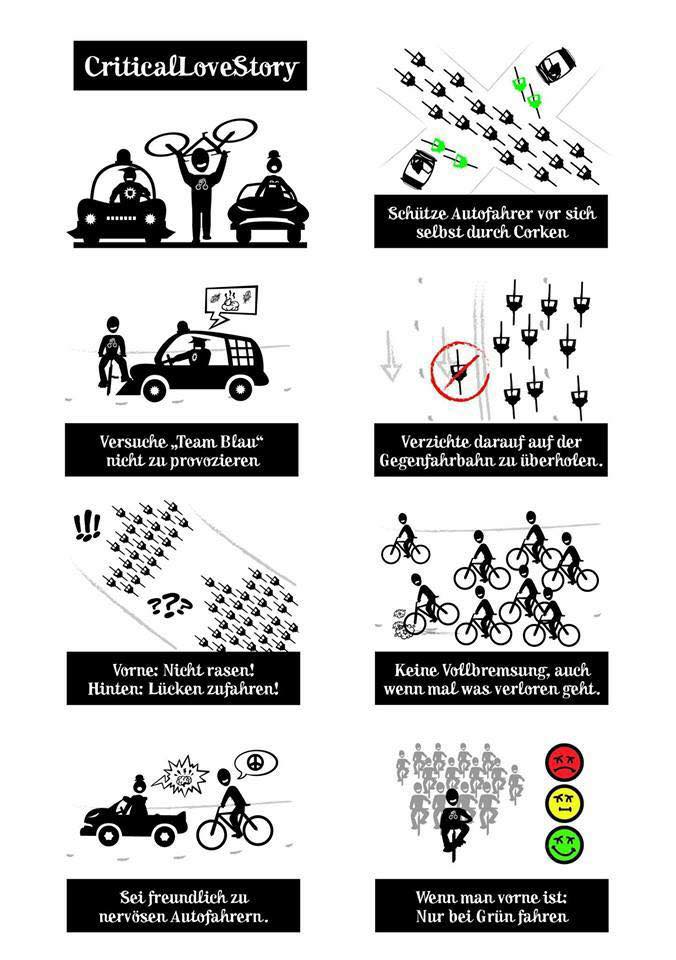 CriticalLoveStory
Schütze Autofahrer vor sich
selbst durch Corken
Versuche „Team Blau“
nicht zu provozieren
Verzichte darauf auf der
Gegenfahrbahn zu überholen.
!!!
???
Vorne: Nicht rasen!
Hinten: Lücken zufahren!
Keine Vollbremsung, auch
wenn mal was verloren geht.
Sei freundlich zu
nervösen Autofahrern.
Wenn man vorne ist:
Nur bei Grün fahren